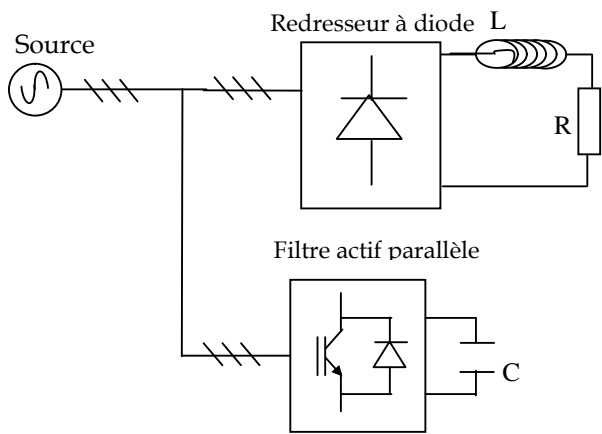 Redresseur à diode
L
Source
R
Filtre actif parallèle
C